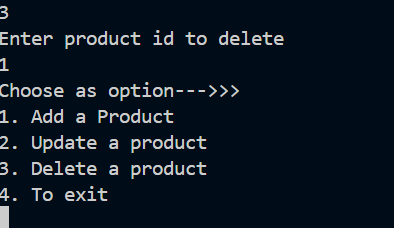 3
Enter product id to delete
1
Choose as option--->>>
1. Add a Product
2. Update a product
3. Delete a product
4. To exit